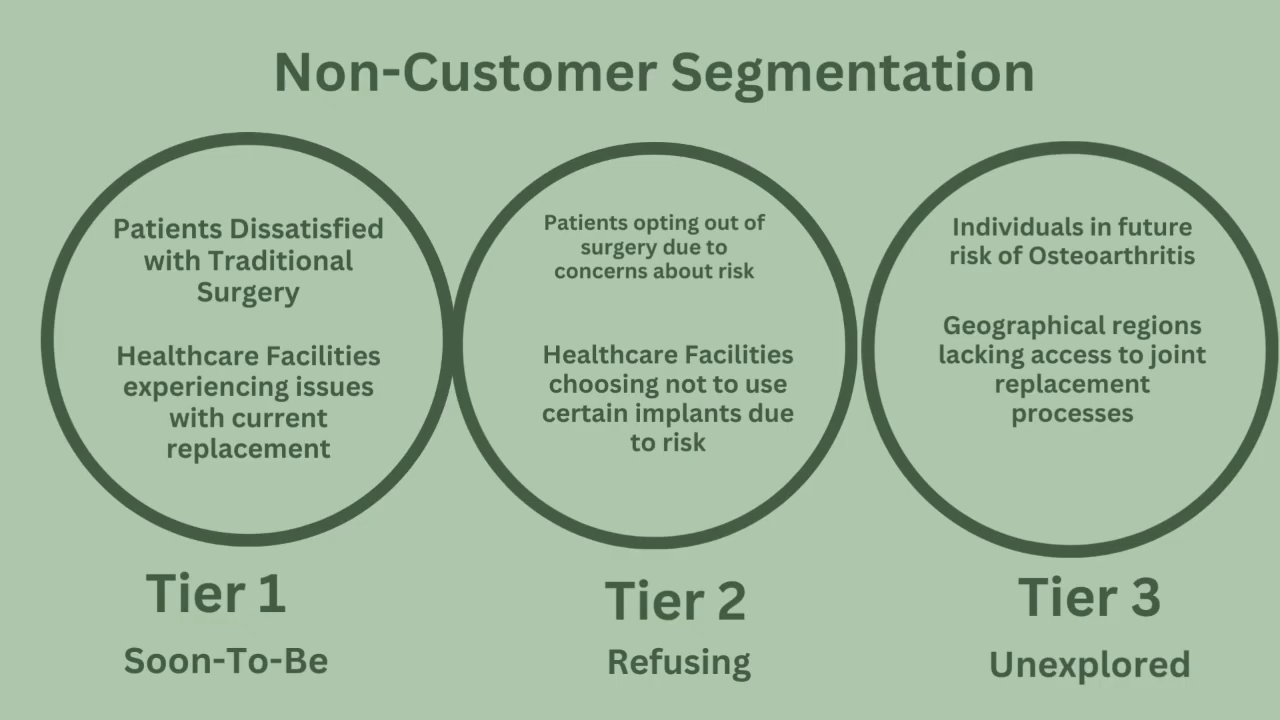 Non-Customer Segmentation
Patients Dissatisfied
with Traditional
Surgery
Healthcare Facilities
experiencing issues
with current
replacement
Patients opting out of
surgery due to
concerns about risk
Healthcare Facilities
choosing not to use
certain implants due
to risk
Individuals in future
risk of Osteoarthritis
Geographical regions
lacking access to joint
replacement
processes
Tier 1
Soon-To-Be
Tier 2
Refusing
Tier 3
Unexplored